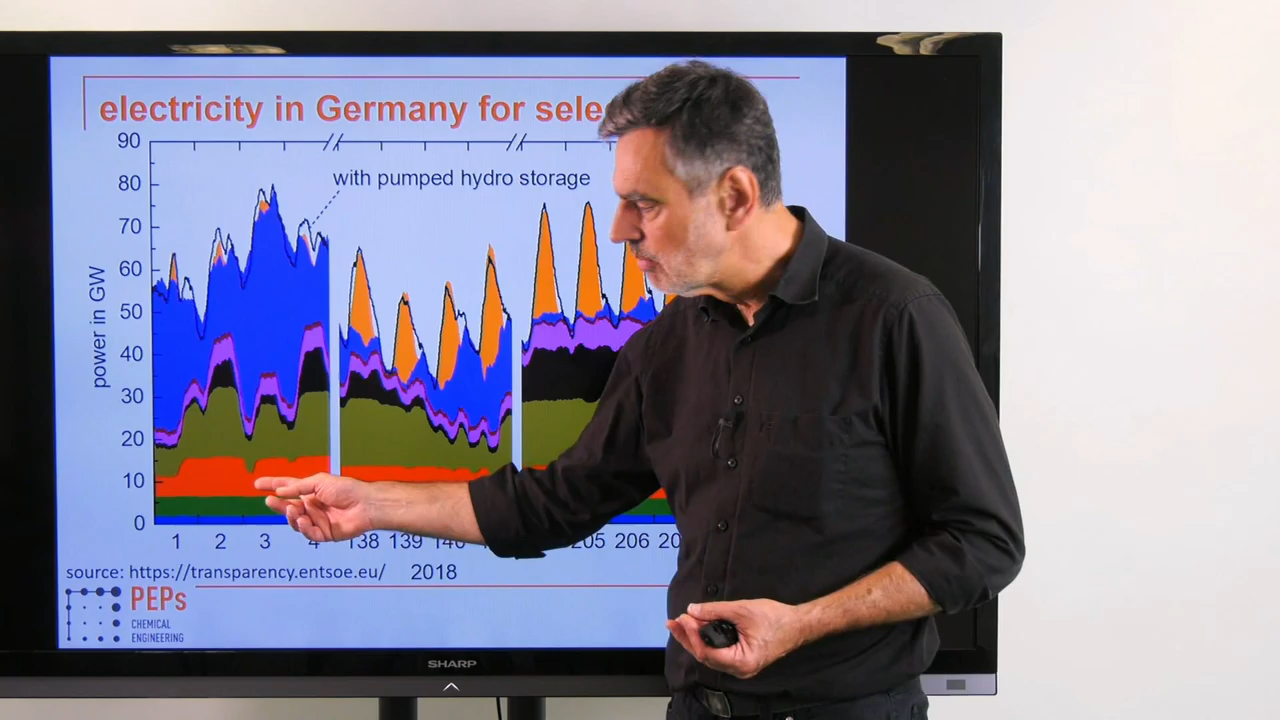 electricity in Germany for sele
90
80
70
60
50
40
30
20
10
0
power in GW
with pumped hydro storage
1 2 3 4 138 139 140 205 206 20
source: https://transparency.entsoe.eu/ 2018
PEPs
CHEMICAL
ENGINEERING
SHARP